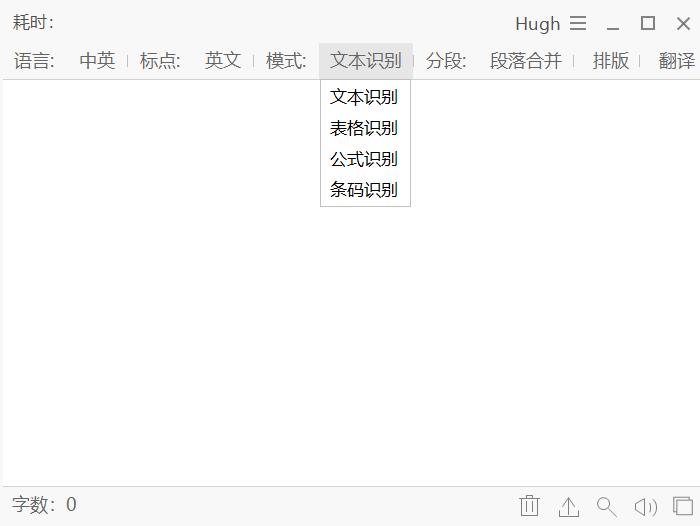 耗时:
Hugh
语言: 中英 标点: 英文 模式: 文本识别 分段: 段落合并 排版 翻译
文本识别
表格识别
公式识别
条码识别
字数: 0